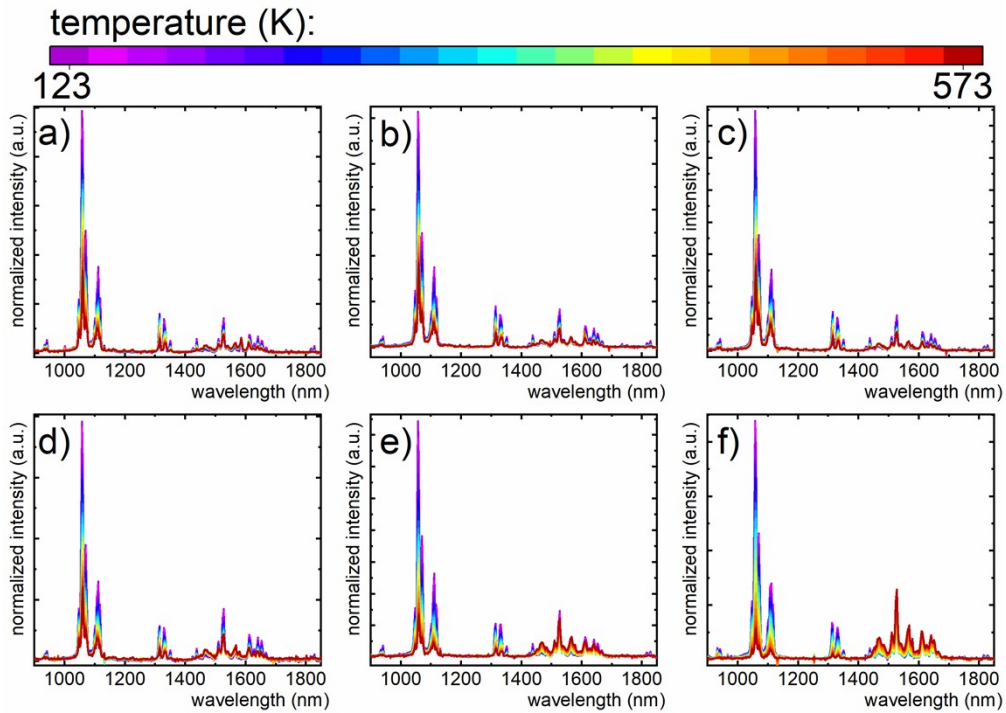 temperature (K):
123 573
a) b) c)
normalized intensity (a.u.) normalized intensity (a.u.) normalized intensity (a.u.)
1000 1200 1400 1600 1800 1000 1200 1400 1600 1800 1000 1200 1400 1600 1800
wavelength (nm) wavelength (nm) wavelength (nm)
d) e) f)
normalized intensity (a.u.) normalized intensity (a.u.) normalized intensity (a.u.)
1000 1200 1400 1600 1800 1000 1200 1400 1600 1800 1000 1200 1400 1600 1800
wavelength (nm) wavelength (nm) wavelength (nm)